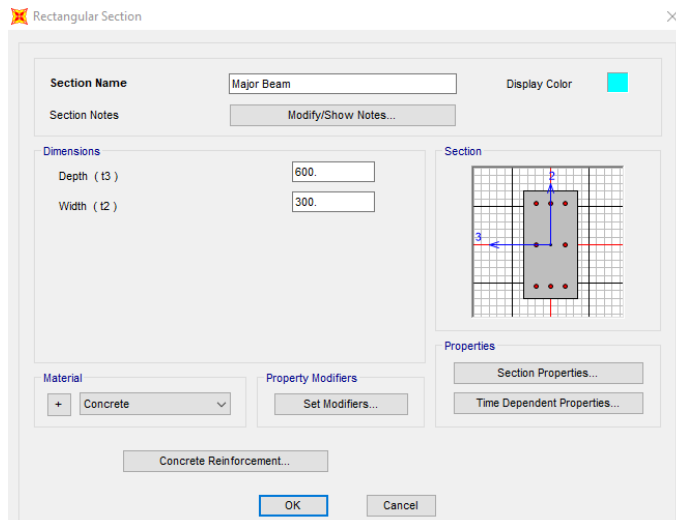 Rectangular Section
Section Name Major Beam Display Color
Section Notes Modify/Show Notes...
Dimensions
Depth ( t3 ) 600.
Width ( t2 ) 300.
Section
2
3
Properties
Section Properties...
Time Dependent Properties...
Material
+ Concrete
Property Modifiers
Set Modifiers...
Concrete Reinforcement...
OK Cancel